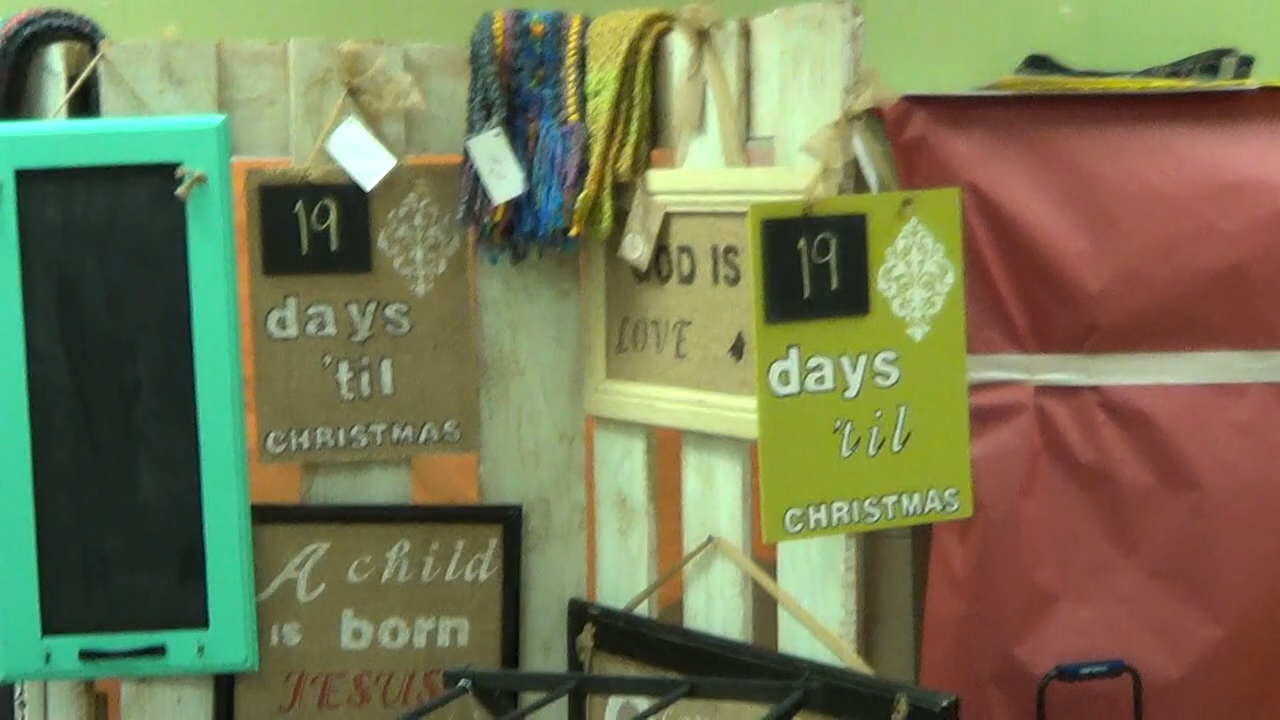 19
days
'til
CHRISTMAS
GOD IS
LOVE
19
days
'til
CHRISTMAS
A child
is born
JESUS